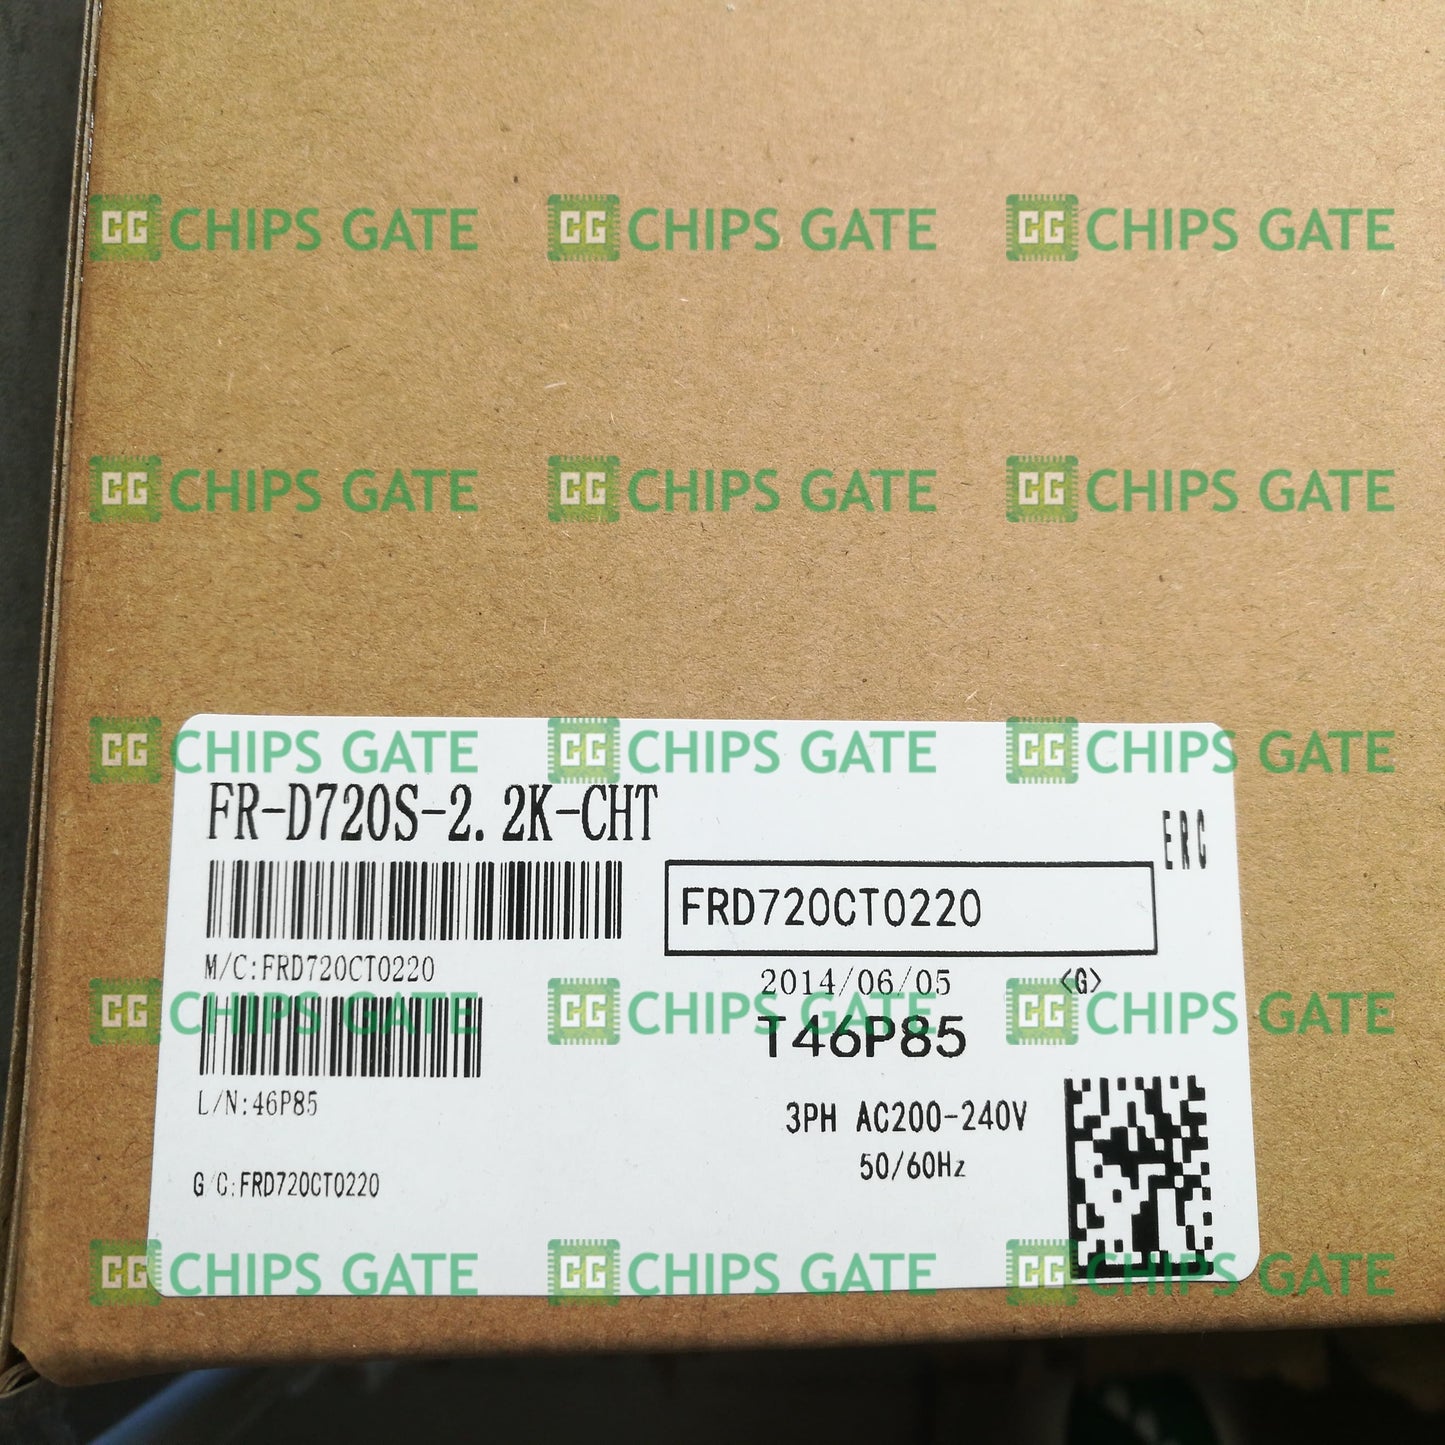 CG CHIPS GATE CG CHIPS GATE CG CHIPS GATE
CG CHIPS GATE CG CHIPS GATE CG CHIPS GATE
CG CHIPS GATE CG CHIPS GATE CG CHIPS GATE
FR-D720S-2.2K-CHT
ERC
FRD720CT0220
M/C:FRD720CT0220
2014/06/05 <G>
CG CHIPS GATE CG CHIPS GATE CG CHIPS GATE
T46P85
L/N:46P85
3PH AC200-240V
50/60Hz
G/C:FRD720CT0220
CG CHIPS GATE CG CHIPS GATE CG CHIPS GATE